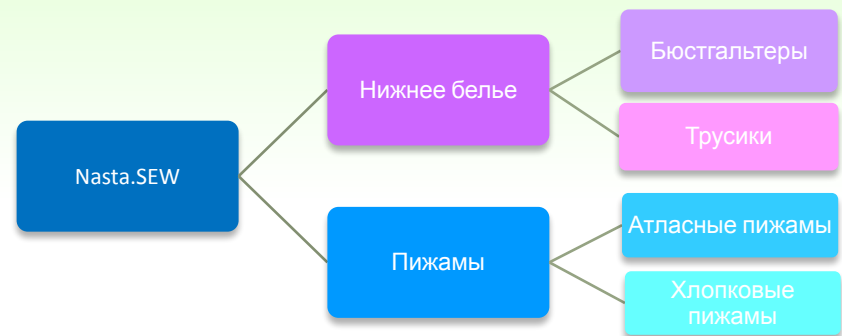 Nasta.SEW
Нижнее белье
Бюстгальтеры
Трусики
Пижамы
Атласные пижамы
Хлопковые
пижамы